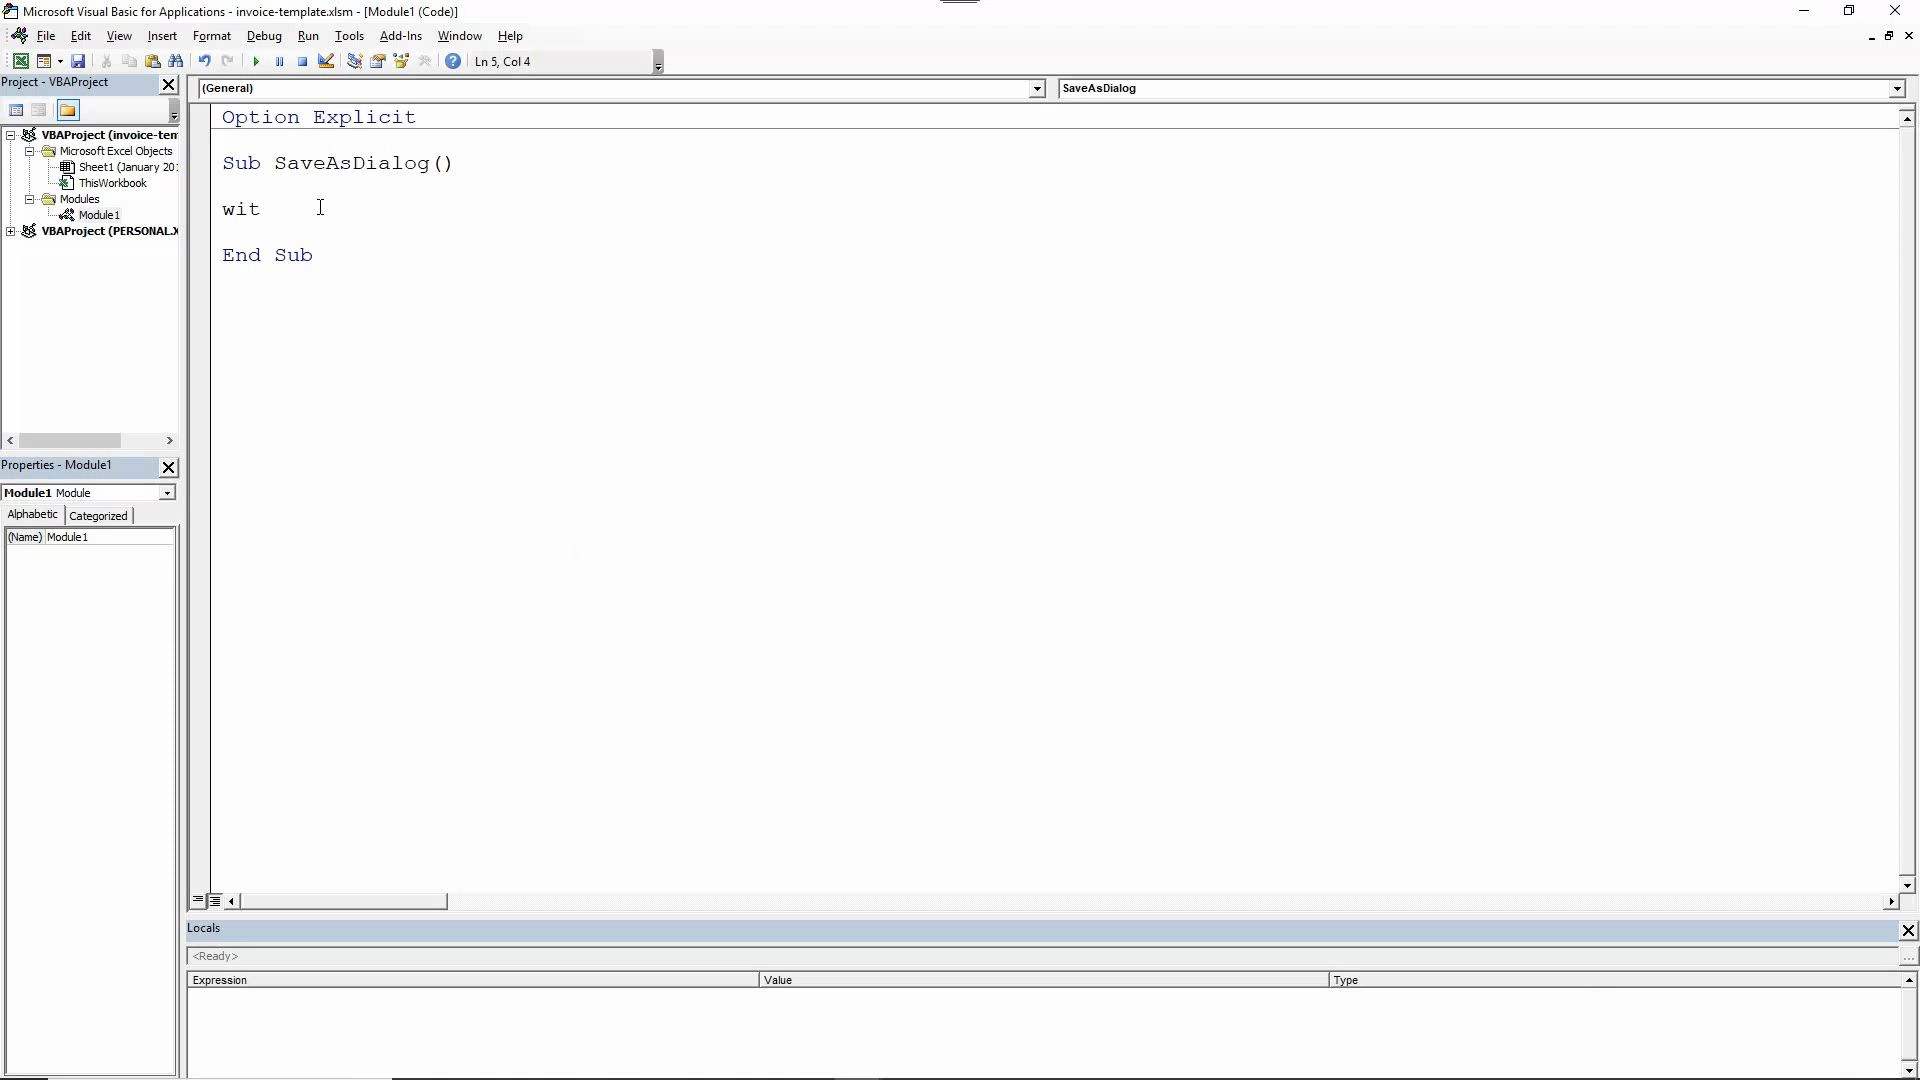 Microsoft Visual Basic for Applications - invoice-template.xlsm - [Module1 (Code)]
File Edit View Insert Format Debug Run Tools Add-Ins Window Help
Ln 5, Col 4
Project - VBAProject
(General)
SaveAsDialog
VBAProject (invoice-tem
Microsoft Excel Objects
Sheet1 (January 201
ThisWorkbook
Modules
Module1
VBAProject (PERSONAL.X
Option Explicit
Sub SaveAsDialog()
wit
End Sub
Properties - Module1
Module1 Module
Alphabetic Categorized
(Name) Module1
Locals
<Ready>
Expression Value Type